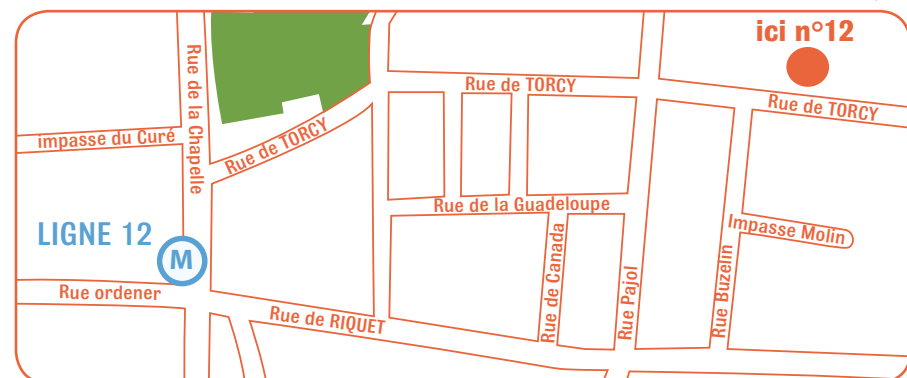 ici n°12
Rue de la Chapelle
Rue de TORCY
Rue de TORCY
impasse du Curé
Rue de TORCY
Rue de la Guadeloupe
LIGNE 12
M
Impasse Molin
Rue de Canada
Rue Pajol
Rue Buzelin
Rue ordener
Rue de RIQUET